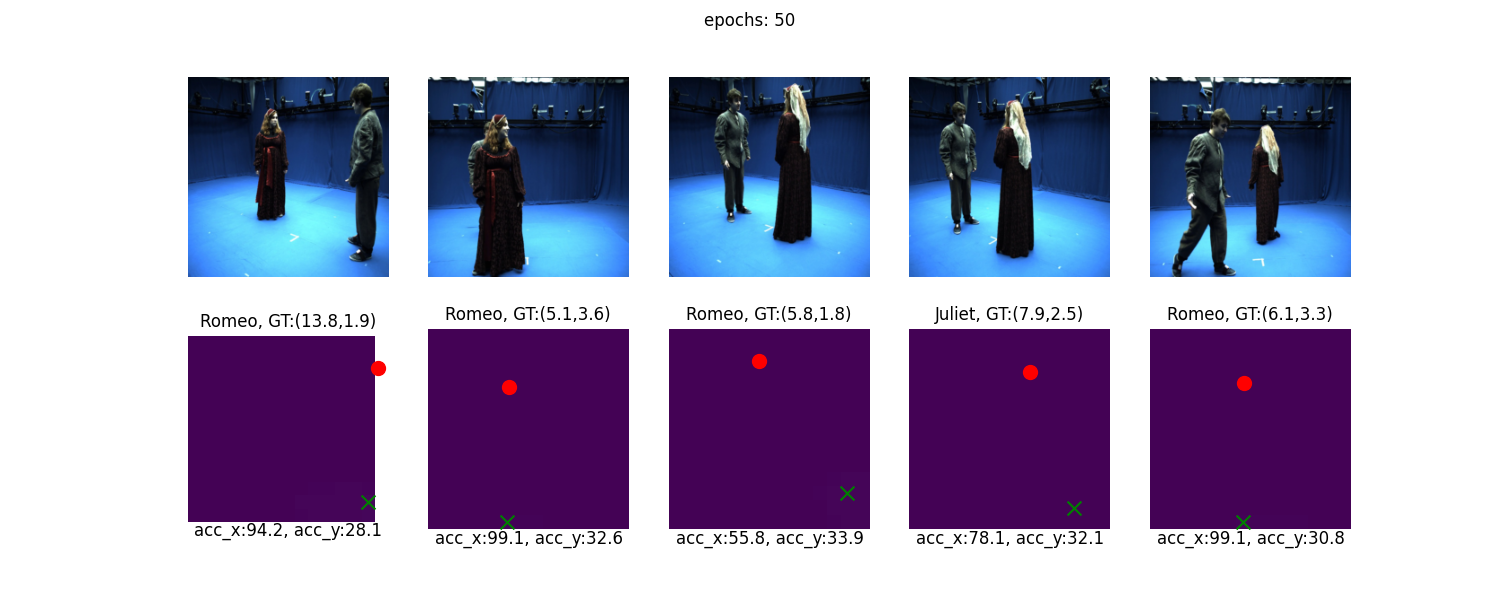 epochs: 50
Romeo, GT:(13.8,1.9)
Romeo, GT:(5.1,3.6)
Romeo, GT:(5.8,1.8)
Juliet, GT:(7.9,2.5)
Romeo, GT:(6.1,3.3)
acc_x:94.2, acc_y:28.1
acc_x:99.1, acc_y:32.6
acc_x:55.8, acc_y:33.9
acc_x:78.1, acc_y:32.1
acc_x:99.1, acc_y:30.8